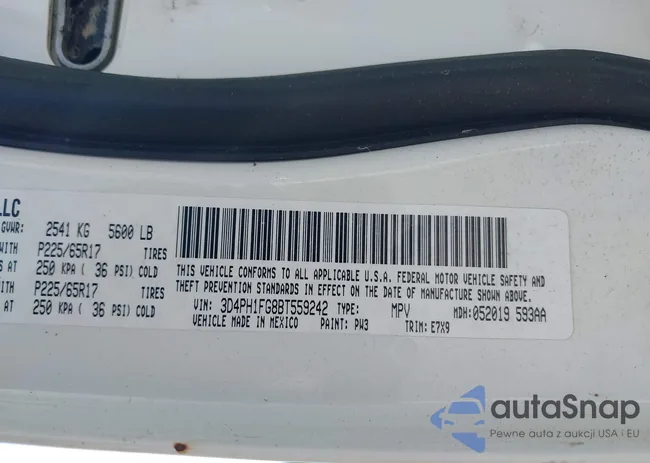 LLC
GVWR: 2541 KG 5600 LB
WITH P225/65R17 TIRES
S AT 250 KPA ( 36 PSI) COLD
WITH P225/65R17 TIRES
S AT 250 KPA ( 36 PSI) COLD
THIS VEHICLE CONFORMS TO ALL APPLICABLE U.S.A. FEDERAL MOTOR VEHICLE SAFETY AND
THEFT PREVENTION STANDARDS IN EFFECT ON THE DATE OF MANUFACTURE SHOWN ABOVE.
VIN: 3D4PH1FG8BT559242 TYPE: MPV MDH:052019 593AA
VEHICLE MADE IN MEXICO PAINT: PW3 TRIM: E7X9
autoSnap
Pewne auta z aukcji USA i EU